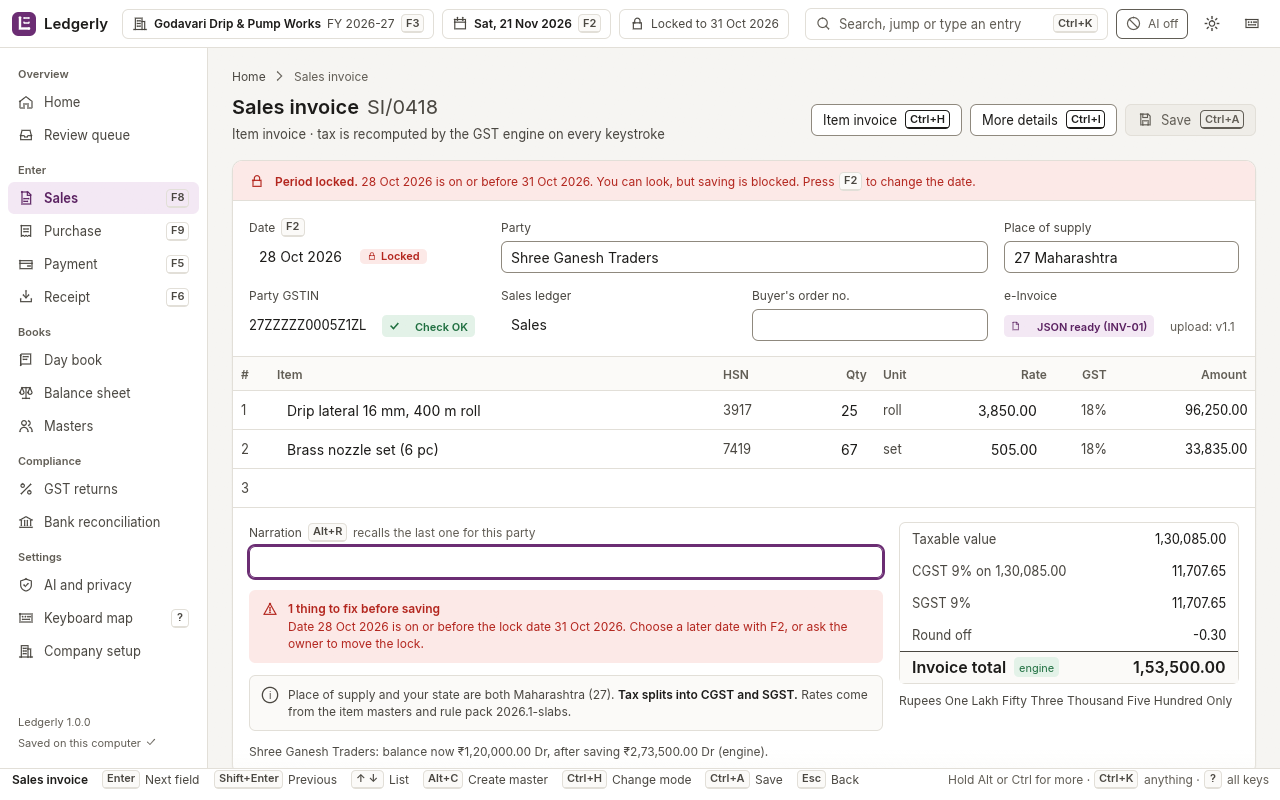 Ledgerly
Godavari Drip & Pump Works FY 2026-27 F3
Sat, 21 Nov 2026 F2
Locked to 31 Oct 2026
Search, jump or type an entry Ctrl+K
AI off
Overview
Home
Review queue
Enter
Sales F8
Purchase F9
Payment F5
Receipt F6
Books
Day book
Balance sheet
Masters
Compliance
GST returns
Bank reconciliation
Settings
AI and privacy
Keyboard map ?
Company setup
Ledgerly 1.0.0
Saved on this computer
Home > Sales invoice
Sales invoice SI/0418
Item invoice · tax is recomputed by the GST engine on every keystroke
Item invoice Ctrl+H
More details Ctrl+I
Save Ctrl+A
Period locked. 28 Oct 2026 is on or before 31 Oct 2026. You can look, but saving is blocked. Press F2 to change the date.
Date F2 Party Place of supply
28 Oct 2026 Locked Shree Ganesh Traders 27 Maharashtra
Party GSTIN Sales ledger Buyer's order no. e-Invoice
27ZZZZZ0005Z1ZL Check OK Sales JSON ready (INV-01) upload: v1.1
# Item HSN Qty Unit Rate GST Amount
1 Drip lateral 16 mm, 400 m roll 3917 25 roll 3,850.00 18% 96,250.00
2 Brass nozzle set (6 pc) 7419 67 set 505.00 18% 33,835.00
3
Narration Alt+R recalls the last one for this party
1 thing to fix before saving
Date 28 Oct 2026 is on or before the lock date 31 Oct 2026. Choose a later date with F2, or ask the
owner to move the lock.
Place of supply and your state are both Maharashtra (27). Tax splits into CGST and SGST. Rates come
from the item masters and rule pack 2026.1-slabs.
Shree Ganesh Traders: balance now ₹1,20,000.00 Dr, after saving ₹2,73,500.00 Dr (engine).
Taxable value 1,30,085.00
CGST 9% on 1,30,085.00 11,707.65
SGST 9% 11,707.65
Round off -0.30
Invoice total engine 1,53,500.00
Rupees One Lakh Fifty Three Thousand Five Hundred Only
Sales invoice Enter Next field Shift+Enter Previous ↑ ↓ List Alt+C Create master Ctrl+H Change mode Ctrl+A Save Esc Back Hold Alt or Ctrl for more · Ctrl+K anything · ? all keys